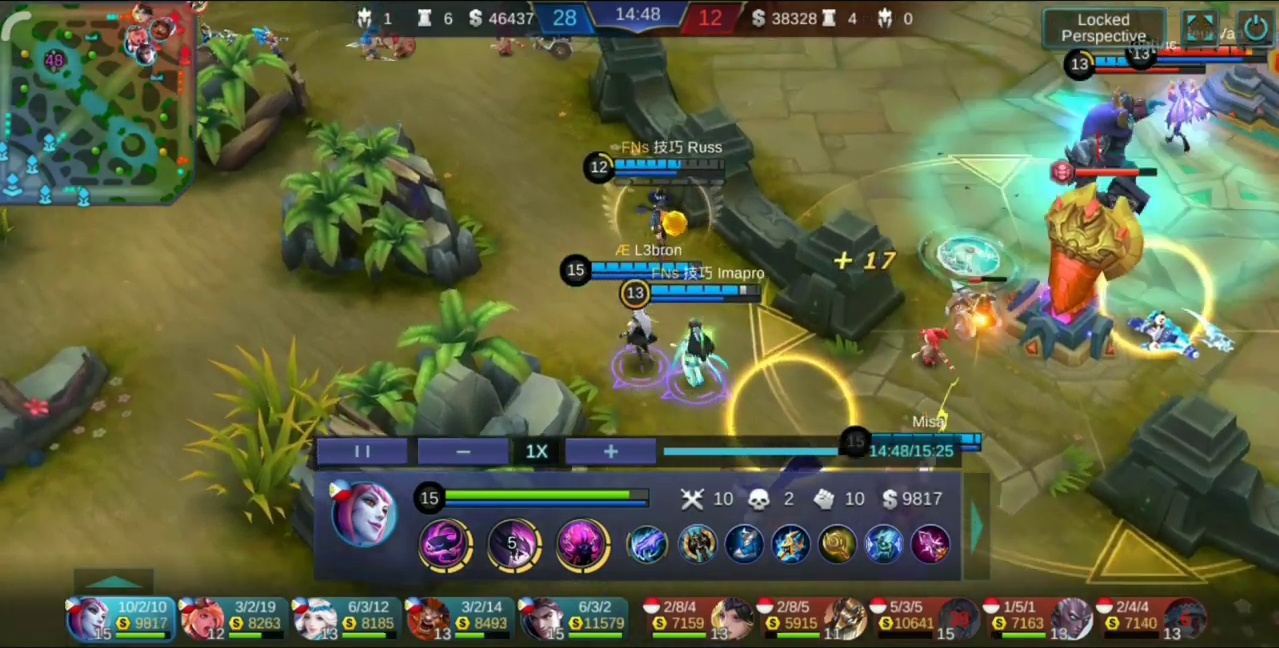 1 6 $ 46437 28 14:48 12 $ 38328 4 0
Locked
Perspective
13
13
48
FNs 技巧 Russ
12
Æ L3bron
15
FNs 技巧 Imapro
13
+ 17
Misa
15
II − 1X + 14:48/15:25
15 10 2 10 $ 9817
5
10/2/10 3/2/19 6/3/12 3/2/14 6/3/2 2/8/4 2/8/5 5/3/5 1/5/1 2/4/4
9817 8263 8185 8493 11579 7159 5915 10641 7163 7140
15 12 13 13 15 13 11 15 13 13